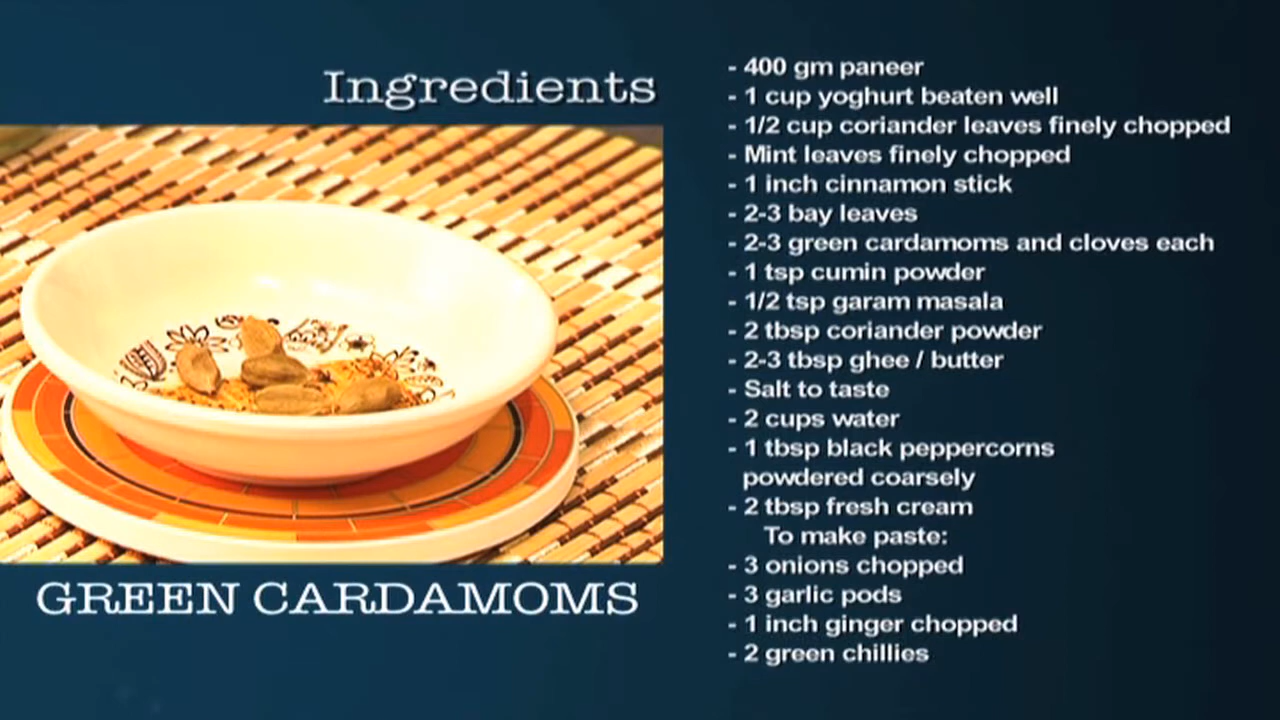 Ingredients
- 400 gm paneer
- 1 cup yoghurt beaten well
- 1/2 cup coriander leaves finely chopped
- Mint leaves finely chopped
- 1 inch cinnamon stick
- 2-3 bay leaves
- 2-3 green cardamoms and cloves each
- 1 tsp cumin powder
- 1/2 tsp garam masala
- 2 tbsp coriander powder
- 2-3 tbsp ghee / butter
- Salt to taste
- 2 cups water
- 1 tbsp black peppercorns
powdered coarsely
- 2 tbsp fresh cream
To make paste:
- 3 onions chopped
- 3 garlic pods
- 1 inch ginger chopped
- 2 green chillies
GREEN CARDAMOMS